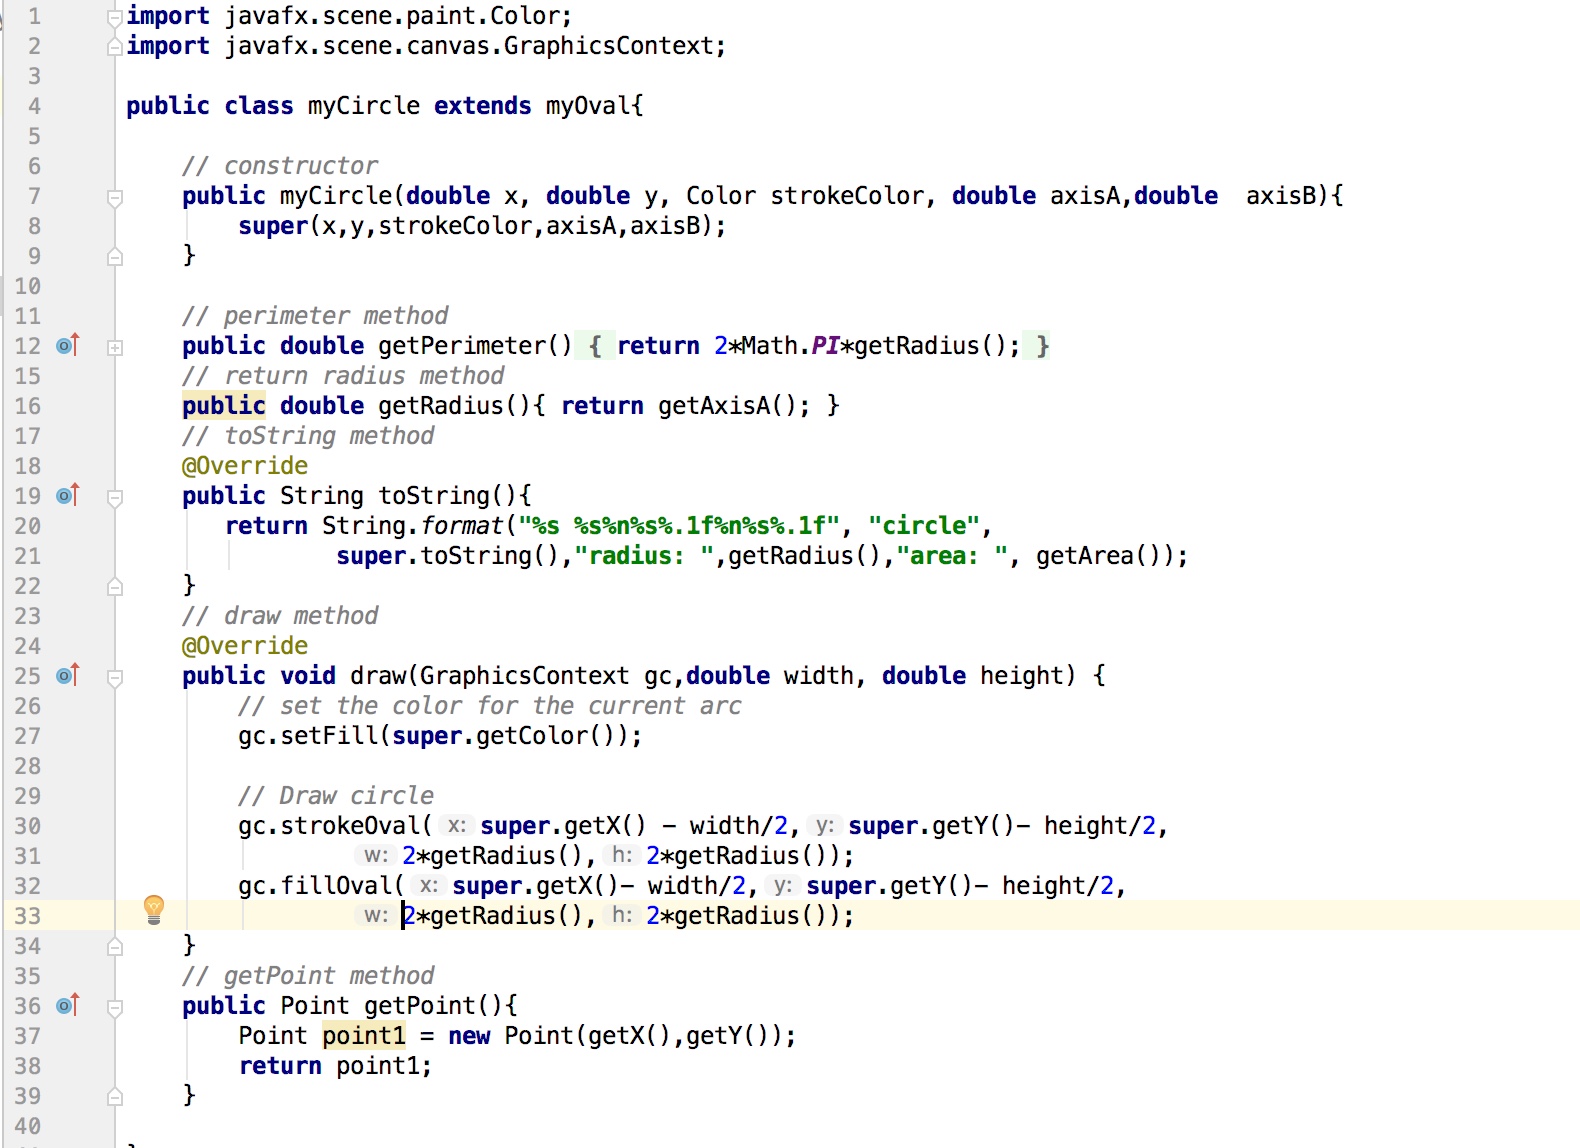 1 import javafx.scene.paint.Color;
2 import javafx.scene.canvas.GraphicsContext;
3
4 public class myCircle extends myOval{
5
6     // constructor
7     public myCircle(double x, double y, Color strokeColor, double axisA,double  axisB){
8         super(x,y,strokeColor,axisA,axisB);
9     }
10
11     // perimeter method
12     public double getPerimeter() { return 2*Math.PI*getRadius(); }
15     // return radius method
16     public double getRadius(){ return getAxisA(); }
17     // toString method
18     @Override
19     public String toString(){
20        return String.format("%s %s%n%s%.1f%n%s%.1f", "circle",
21                super.toString(),"radius: ",getRadius(),"area: ", getArea());
22     }
23     // draw method
24     @Override
25     public void draw(GraphicsContext gc,double width, double height) {
26         // set the color for the current arc
27         gc.setFill(super.getColor());
28
29         // Draw circle
30         gc.strokeOval( x: super.getX() - width/2, y: super.getY()- height/2,
31                 w: 2*getRadius(), h: 2*getRadius());
32         gc.fillOval( x: super.getX()- width/2, y: super.getY()- height/2,
33                 w: 2*getRadius(), h: 2*getRadius());
34     }
35     // getPoint method
36     public Point getPoint(){
37         Point point1 = new Point(getX(),getY());
38         return point1;
39     }
40